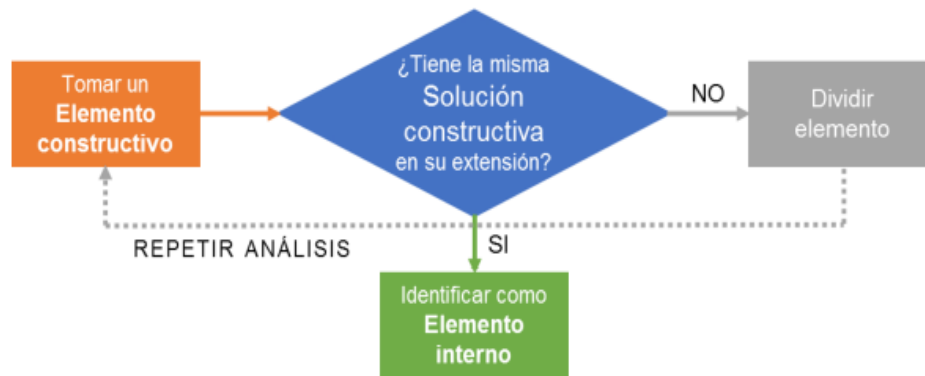 Tomar un
Elemento
constructivo
¿Tiene la misma
Solución
constructiva
en su extensión?
NO
Dividir
elemento
REPETIR ANÁLISIS
SI
Identificar como
Elemento
interno